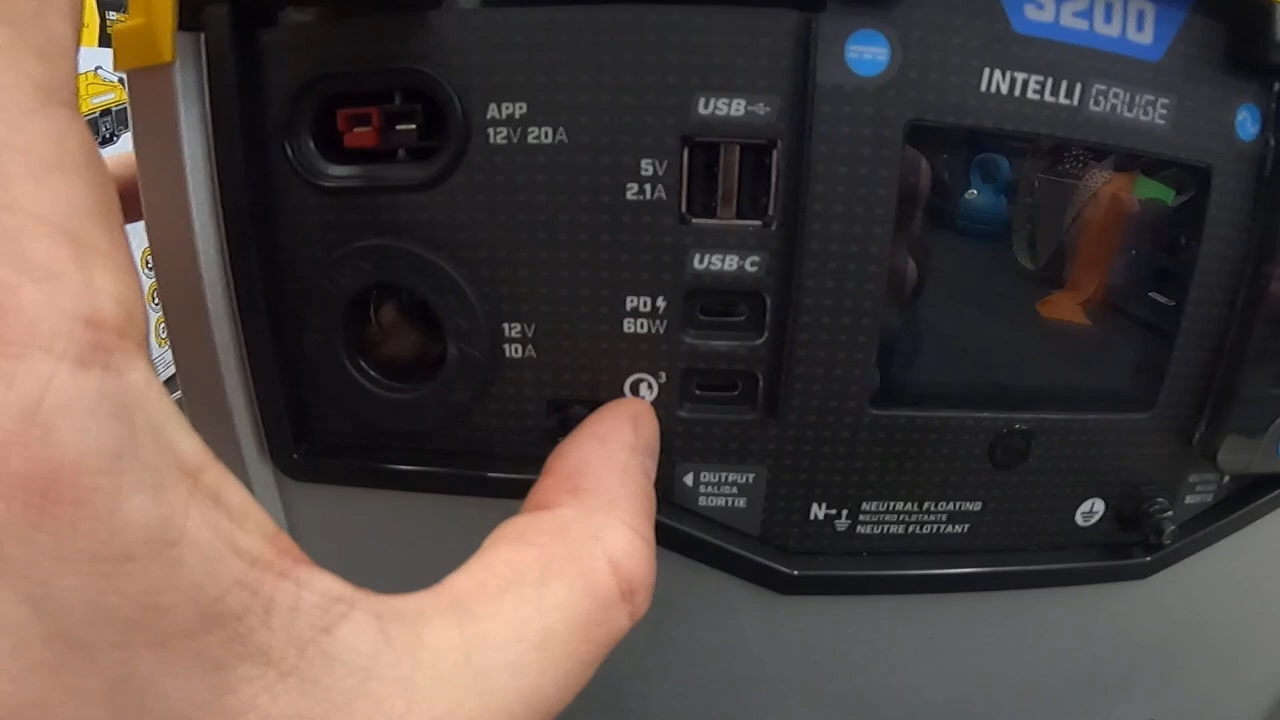 3200
INTELLI GAUGE
APP
12V 20A
USB
5V
2.1A
USB-C
PD
60W
12V
10A
3
OUTPUT
SALIDA
SORTIE
N
NEUTRAL FLOATING
NEUTRO FLOTANTE
NEUTRE FLOTTANT